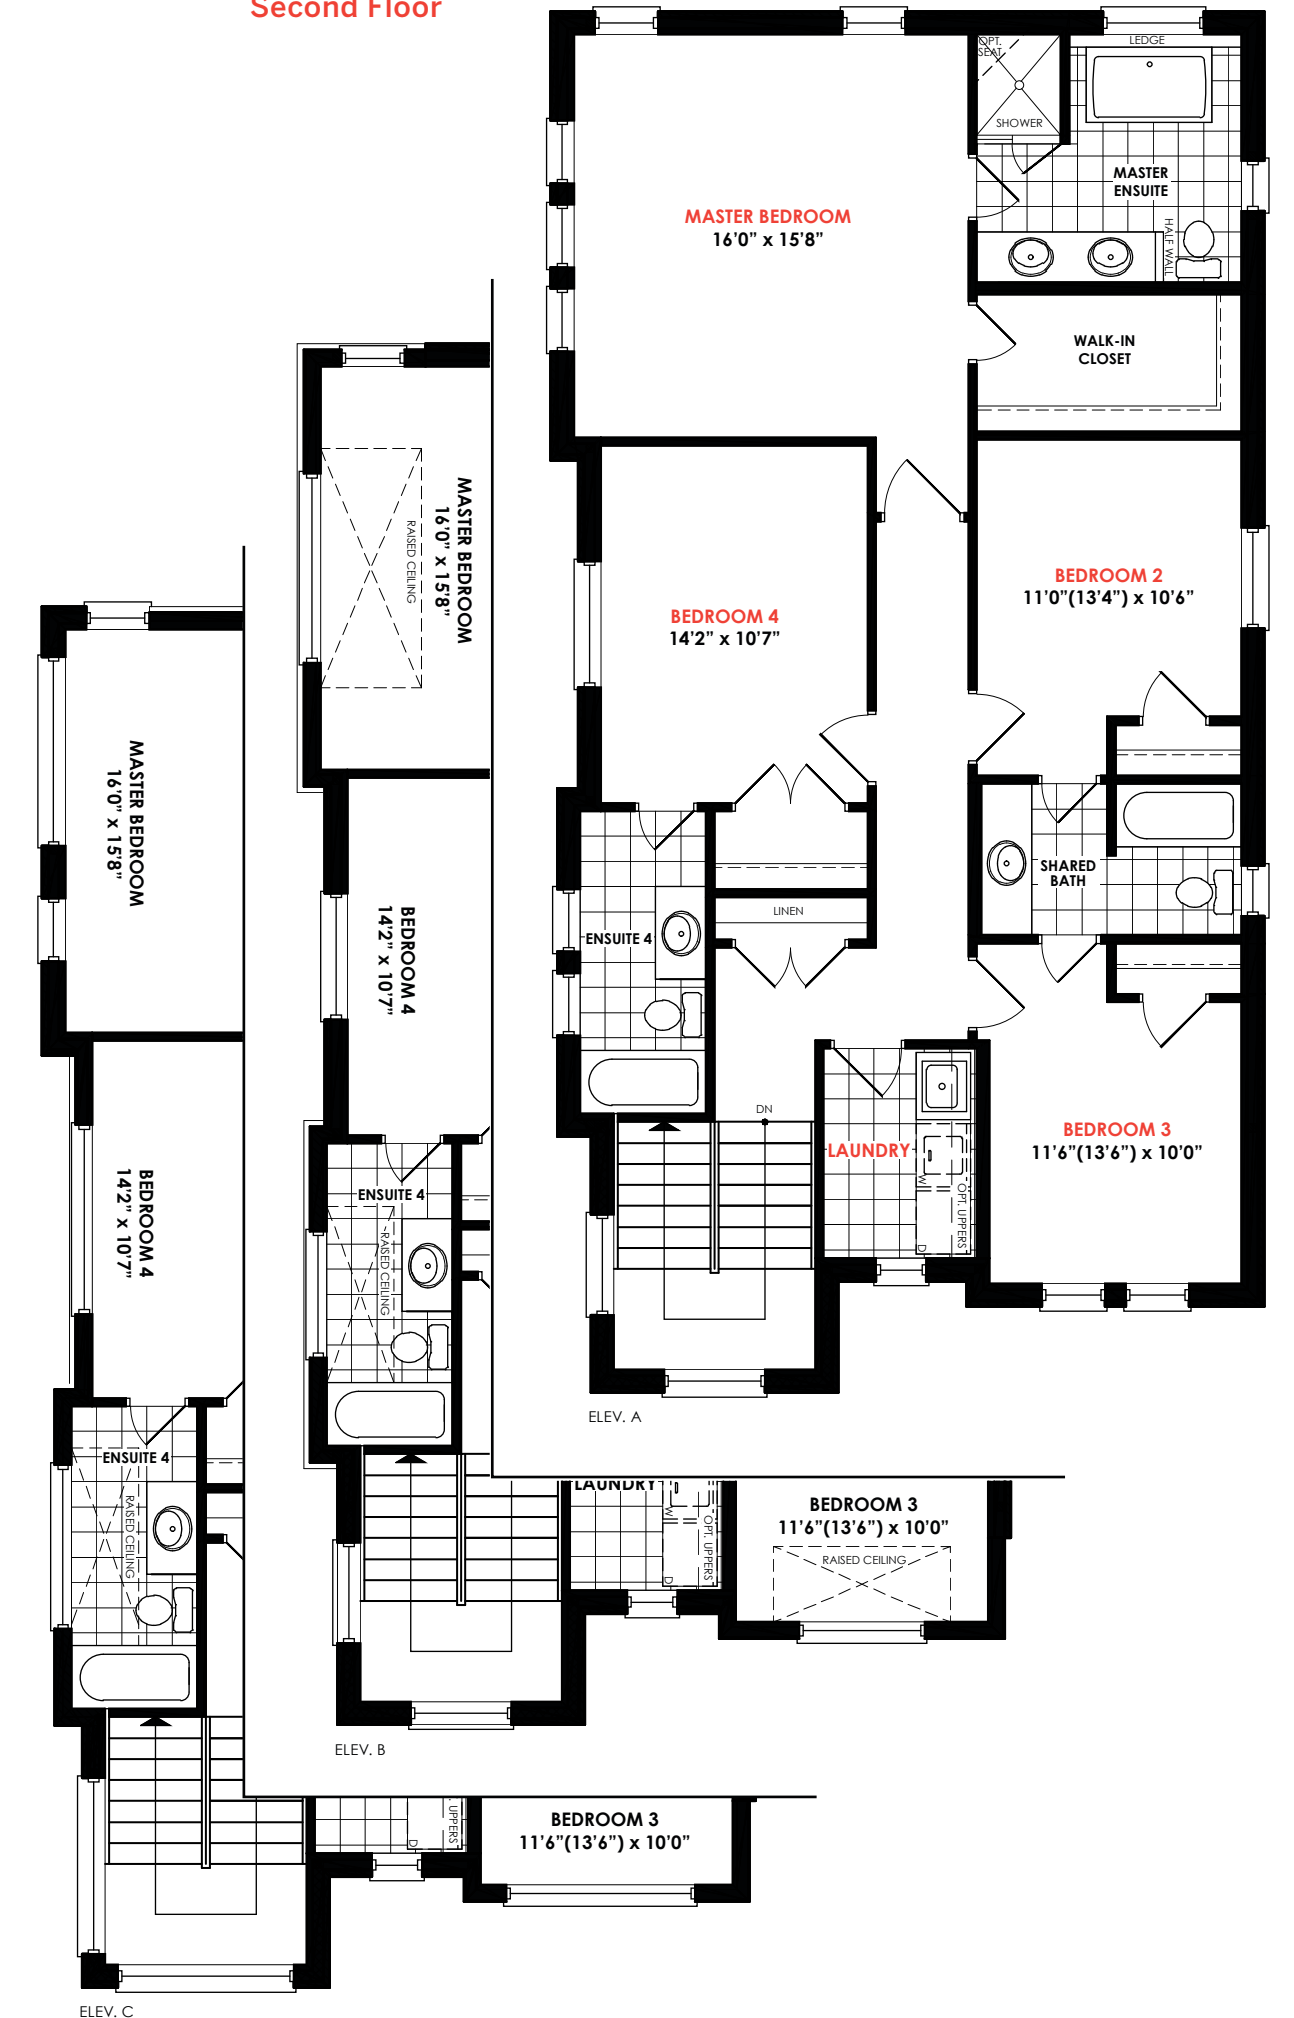 Second Floor
OPT.
SEAT
SHOWER
LEDGE
MASTER
ENSUITE
HALF WALL
MASTER BEDROOM
16'0" x 15'8"
WALK-IN
CLOSET
BEDROOM 2
11'0"(13'4") x 10'6"
BEDROOM 4
14'2" x 10'7"
SHARED
BATH
LINEN
ENSUITE 4
DN
LAUNDRY
W
D
OPT. UPPERS
BEDROOM 3
11'6"(13'6") x 10'0"
ELEV. A
MASTER BEDROOM
16'0" x 15'8"
RAISED CEILING
BEDROOM 4
14'2" x 10'7"
ENSUITE 4
RAISED CEILING
LAUNDRY
W
D
OPT. UPPERS
BEDROOM 3
11'6"(13'6") x 10'0"
RAISED CEILING
ELEV. B
MASTER BEDROOM
16'0" x 15'8"
BEDROOM 4
14'2" x 10'7"
ENSUITE 4
RAISED CEILING
D
. UPPERS
BEDROOM 3
11'6"(13'6") x 10'0"
ELEV. C